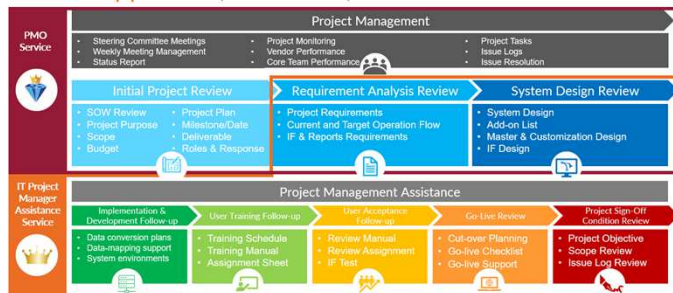 Project Management
PMO
Service
• Steering Committee Meetings
• Weekly Meeting Management
• Status Report
• Project Monitoring
• Vendor Performance
• Core Team Performance
• Project Tasks
• Issue Logs
• Issue Resolution
Initial Project Review
• SOW Review
• Project Purpose
• Scope
• Budget
• Project Plan
• Milestone/Date
• Deliverable
• Roles & Response
Requirement Analysis Review
• Project Requirements
• Current and Target Operation Flow
• IF & Reports Requirements
System Design Review
• System Design
• Add-on List
• Master & Customization Design
• IF Design
IT Project
Manager
Assistance
Service
Project Management Assistance
Implementation &
Development Follow-up
• Data conversion plans
• Data-mapping support
• System environments
User Training Follow-up
• Training Schedule
• Training Manual
• Assignment Sheet
User Acceptance
Follow-up
• Review Manual
• Review Assignment
• IF Test
Go-Live Review
• Cut-over Planning
• Go-live Checklist
• Go-live Support
Project Sign-Off
Condition Review
• Project Objective
• Scope Review
• Issue Log Review